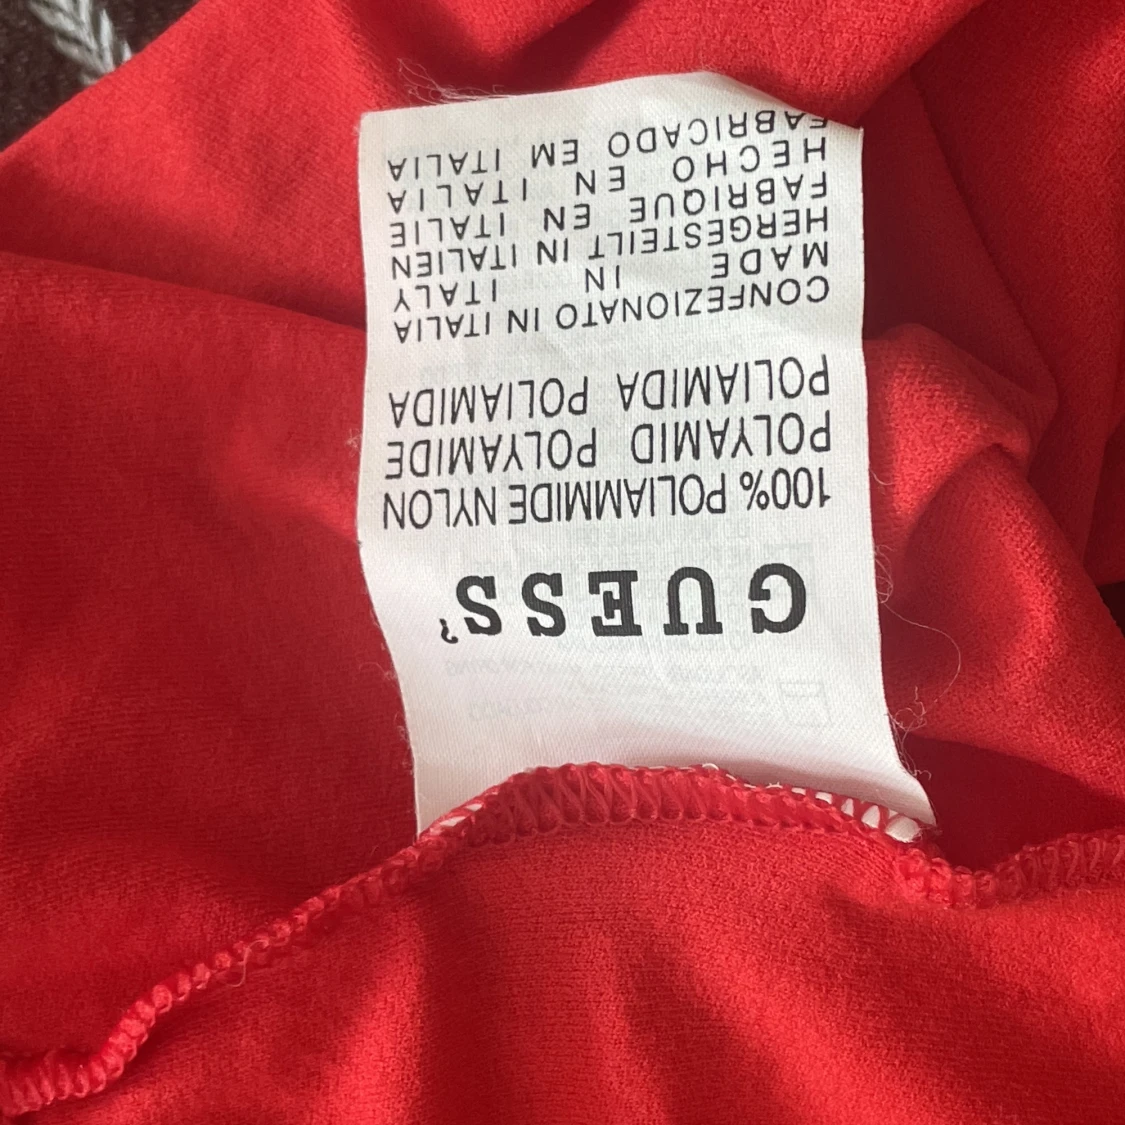 GUESS?
100% POLIAMMIDE NYLON
POLYAMID POLYAMIDE
POLIAMIDA POLIAMIDA
CONFEZIONATO IN ITALIA
MADE IN ITALY
HERGESTEILT IN ITALIEN
FABRIQUE EN ITALIE
HECHO EN ITALIA
FABRICADO EM ITALIA